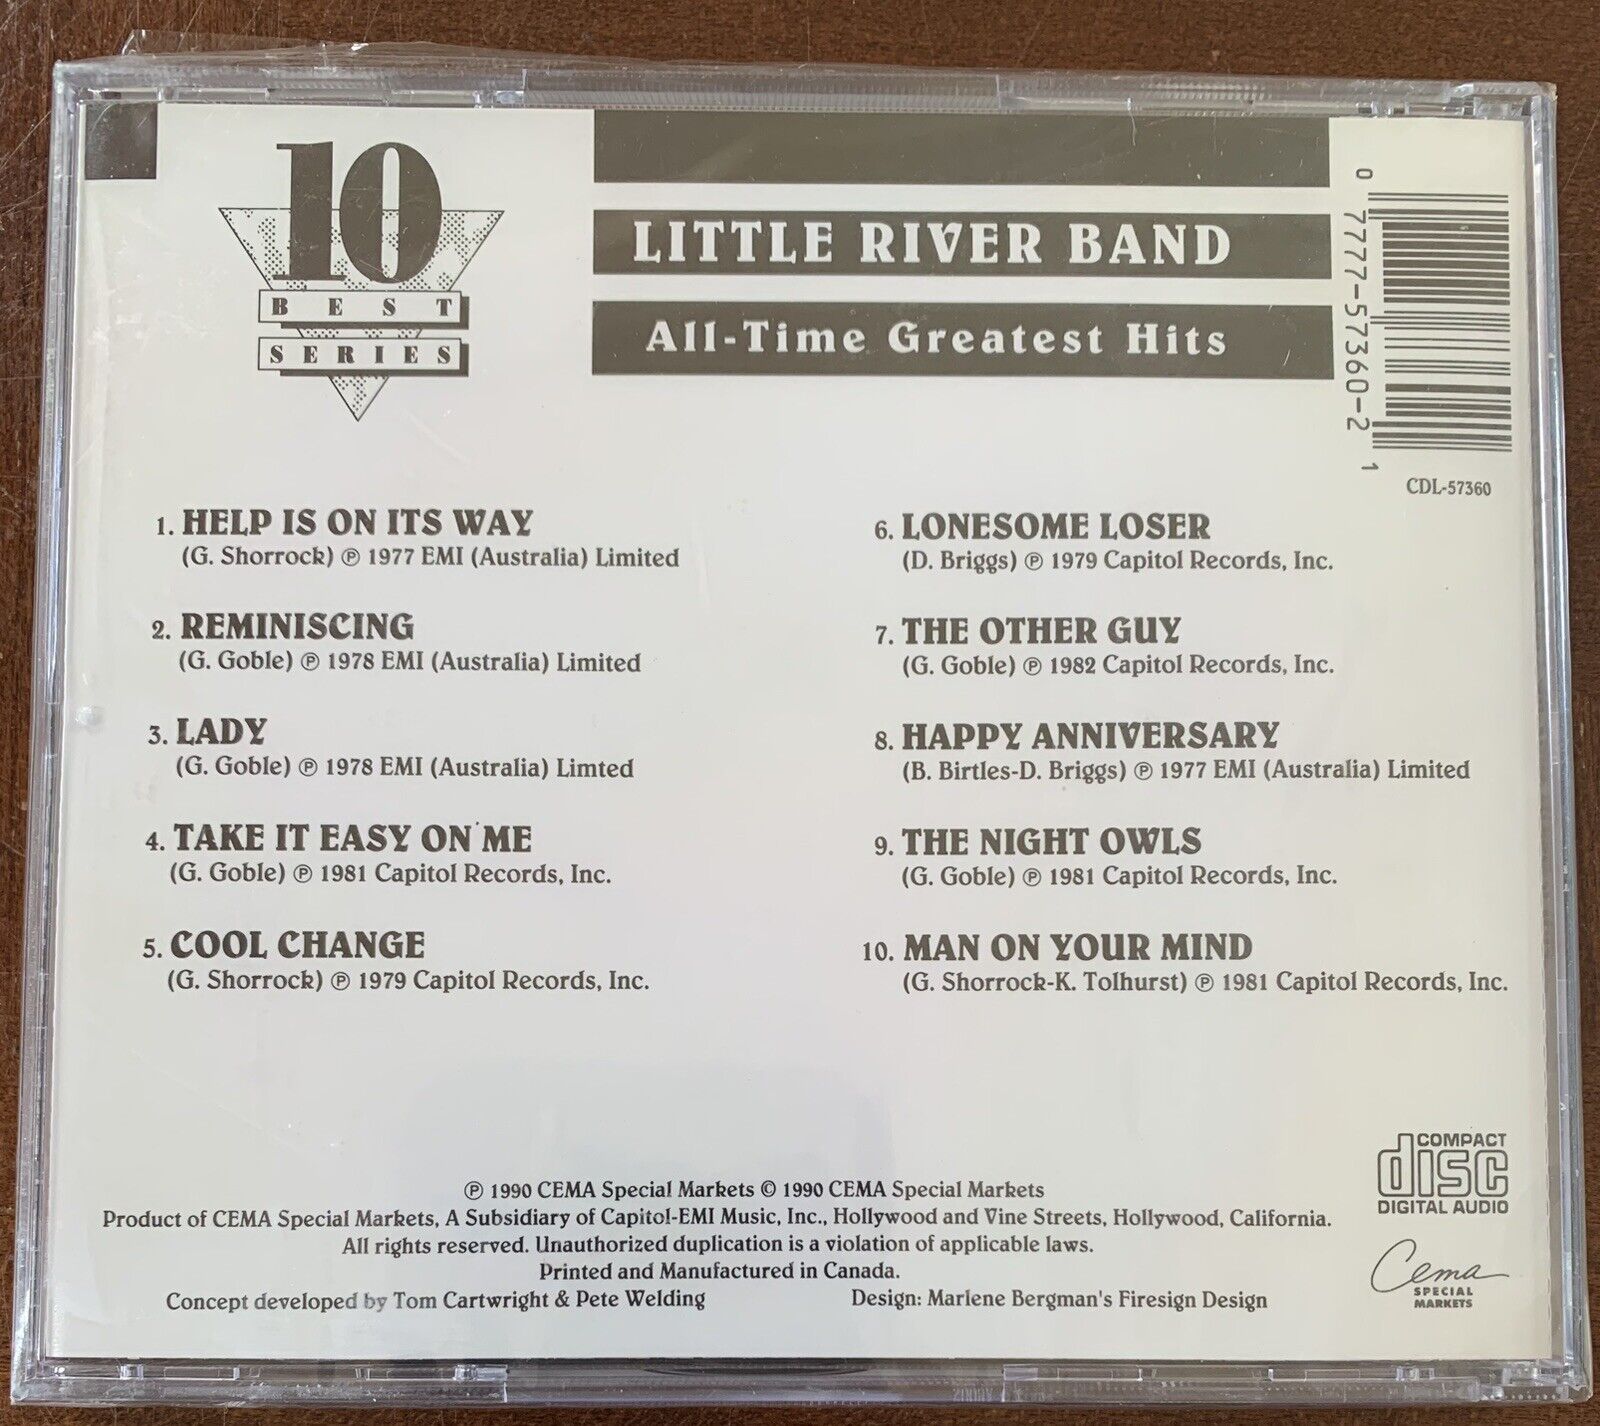 10
BEST
SERIES
LITTLE RIVER BAND
All-Time Greatest Hits
0 77777-57360-2 1
CDL-57360
1. HELP IS ON ITS WAY
(G. Shorrock) ℗ 1977 EMI (Australia) Limited
2. REMINISCING
(G. Goble) ℗ 1978 EMI (Australia) Limited
3. LADY
(G. Goble) ℗ 1978 EMI (Australia) Limted
4. TAKE IT EASY ON ME
(G. Goble) ℗ 1981 Capitol Records, Inc.
5. COOL CHANGE
(G. Shorrock) ℗ 1979 Capitol Records, Inc.
6. LONESOME LOSER
(D. Briggs) ℗ 1979 Capitol Records, Inc.
7. THE OTHER GUY
(G. Goble) ℗ 1982 Capitol Records, Inc.
8. HAPPY ANNIVERSARY
(B. Birtles-D. Briggs) ℗ 1977 EMI (Australia) Limited
9. THE NIGHT OWLS
(G. Goble) ℗ 1981 Capitol Records, Inc.
10. MAN ON YOUR MIND
(G. Shorrock-K. Tolhurst) ℗ 1981 Capitol Records, Inc.
℗ 1990 CEMA Special Markets © 1990 CEMA Special Markets
Product of CEMA Special Markets, A Subsidiary of Capitol-EMI Music, Inc., Hollywood and Vine Streets, Hollywood, California.
All rights reserved. Unauthorized duplication is a violation of applicable laws.
Printed and Manufactured in Canada.
Concept developed by Tom Cartwright & Pete Welding
Design: Marlene Bergman's Firesign Design
COMPACT
disc
DIGITAL AUDIO
Cema
SPECIAL
MARKETS